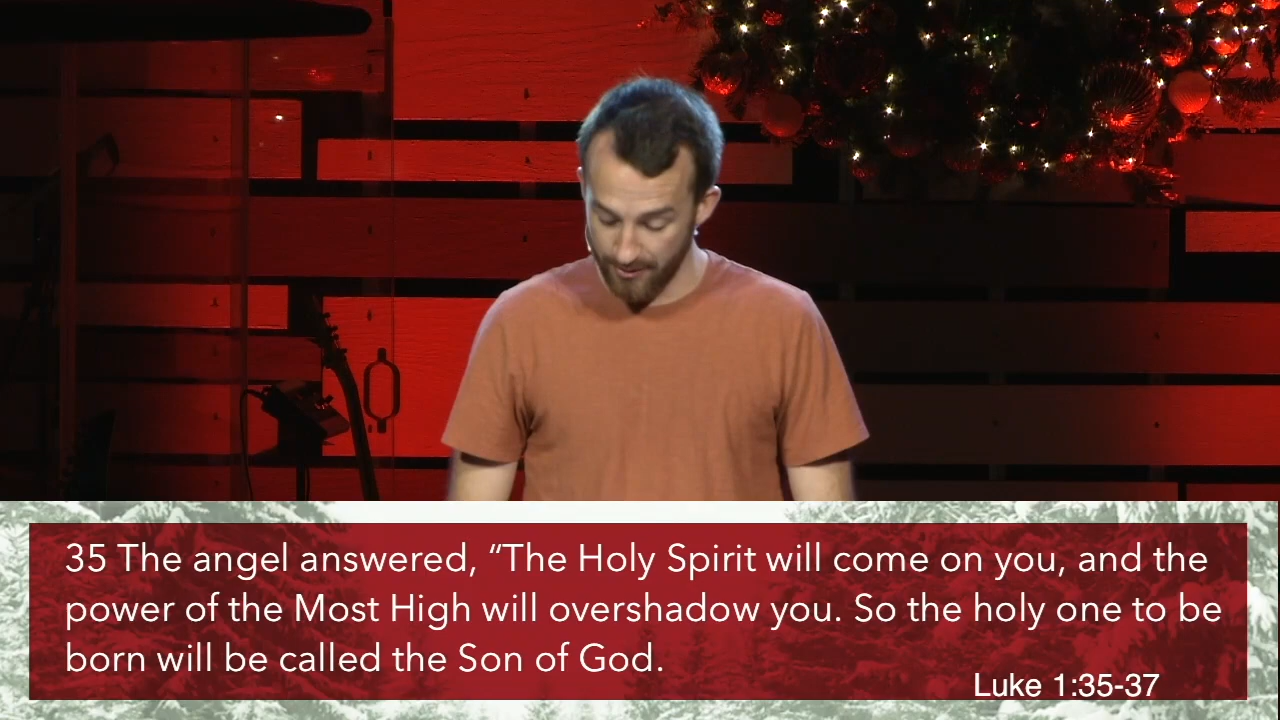 35 The angel answered, “The Holy Spirit will come on you, and the
power of the Most High will overshadow you. So the holy one to be
born will be called the Son of God.
Luke 1:35-37